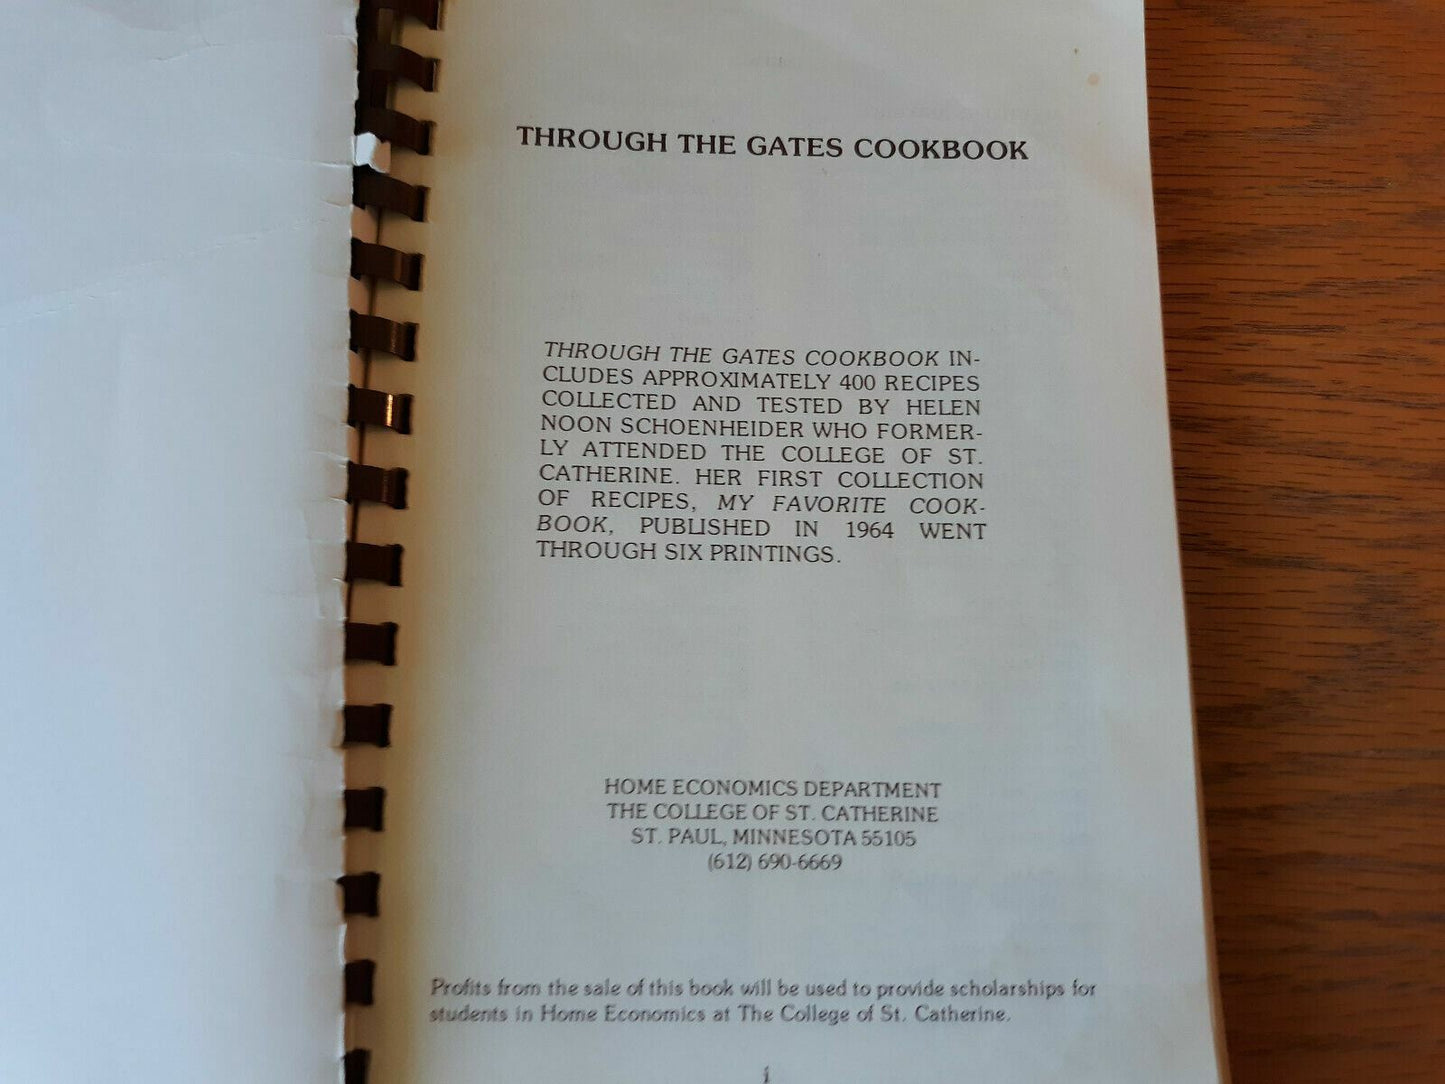 THROUGH THE GATES COOKBOOK
THROUGH THE GATES COOKBOOK IN-
CLUDES APPROXIMATELY 400 RECIPES
COLLECTED AND TESTED BY HELEN
NOON SCHOENHEIDER WHO FORMER-
LY ATTENDED THE COLLEGE OF ST.
CATHERINE. HER FIRST COLLECTION
OF RECIPES, MY FAVORITE COOK-
BOOK, PUBLISHED IN 1964 WENT
THROUGH SIX PRINTINGS.
HOME ECONOMICS DEPARTMENT
THE COLLEGE OF ST. CATHERINE
ST. PAUL, MINNESOTA 55105
(612) 690-6669
Profits from the sale of this book will be used to provide scholarships for
students in Home Economics at The College of St. Catherine.
i